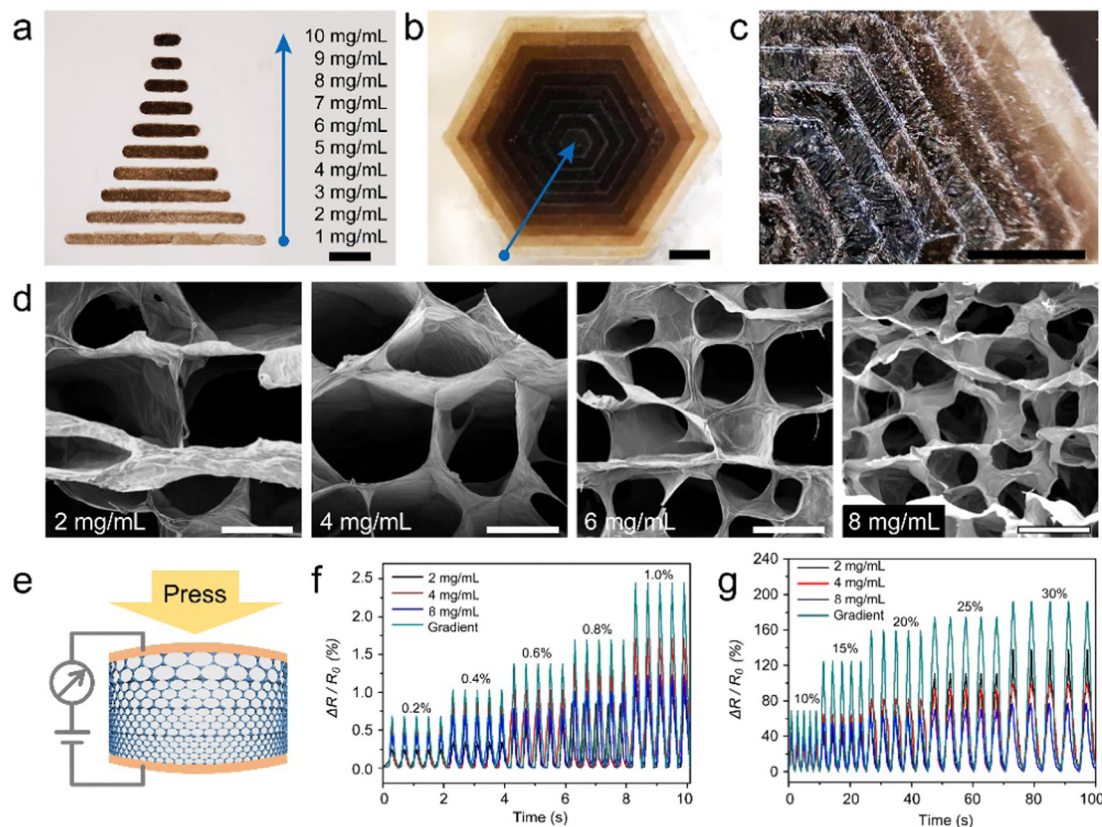 a
10 mg/mL
9 mg/mL
8 mg/mL
7 mg/mL
6 mg/mL
5 mg/mL
4 mg/mL
3 mg/mL
2 mg/mL
1 mg/mL
b
c
d
2 mg/mL
4 mg/mL
6 mg/mL
8 mg/mL
e
Press
f
2.5
2.0
1.5
1.0
0.5
0.0
ΔR / R0 (%)
2 mg/mL
4 mg/mL
8 mg/mL
Gradient
0.2%
0.4%
0.6%
0.8%
1.0%
0 2 4 6 8 10
Time (s)
g
240
200
160
120
80
40
0
ΔR / R0 (%)
2 mg/mL
4 mg/mL
8 mg/mL
Gradient
10%
15%
20%
25%
30%
0 20 40 60 80 100
Time (s)